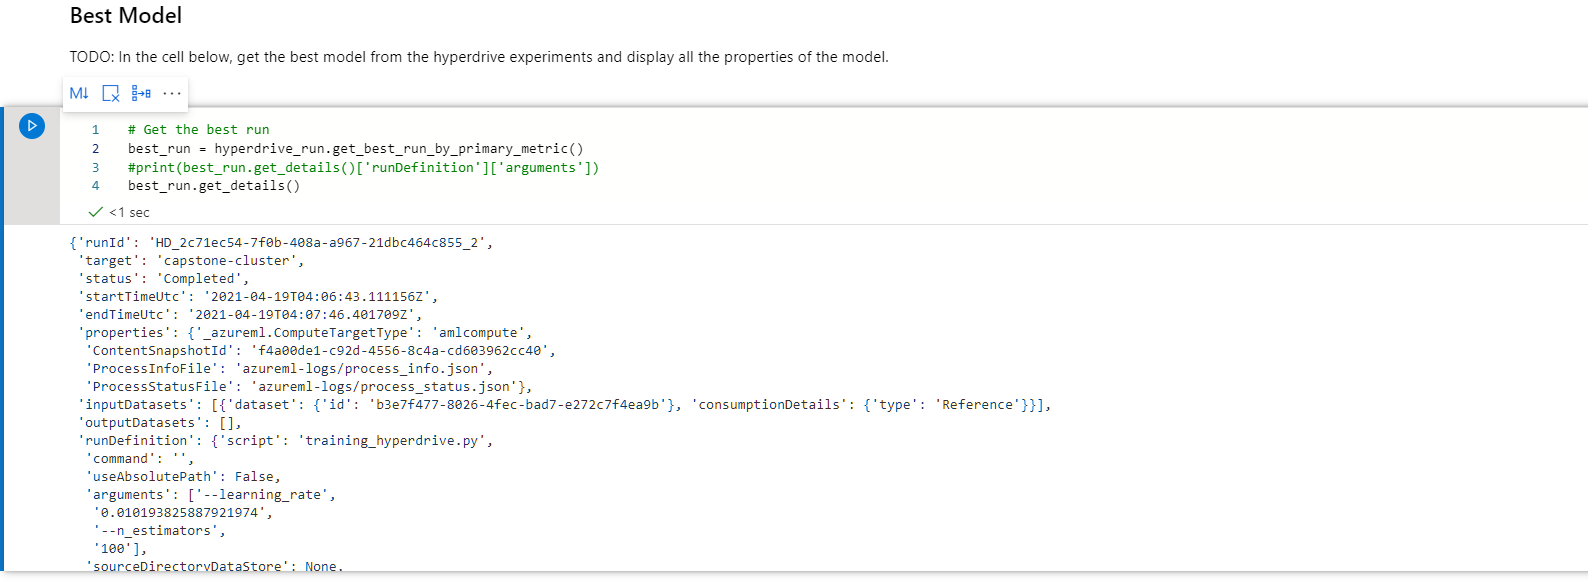 Best Model
TODO: In the cell below, get the best model from the hyperdrive experiments and display all the properties of the model.
M↓
1 # Get the best run
2 best_run = hyperdrive_run.get_best_run_by_primary_metric()
3 #print(best_run.get_details()['runDefinition']['arguments'])
4 best_run.get_details()
<1 sec
{'runId': 'HD_2c71ec54-7f0b-408a-a967-21dbc464c855_2',
'target': 'capstone-cluster',
'status': 'Completed',
'startTimeUtc': '2021-04-19T04:06:43.111156Z',
'endTimeUtc': '2021-04-19T04:07:46.401709Z',
'properties': {'_azureml.ComputeTargetType': 'amlcompute',
'ContentSnapshotId': 'f4a00de1-c92d-4556-8c4a-cd603962cc40',
'ProcessInfoFile': 'azureml-logs/process_info.json',
'ProcessStatusFile': 'azureml-logs/process_status.json'},
'inputDatasets': [{'dataset': {'id': 'b3e7f477-8026-4fec-bad7-e272c7f4ea9b'}, 'consumptionDetails': {'type': 'Reference'}}],
'outputDatasets': [],
'runDefinition': {'script': 'training_hyperdrive.py',
'command': '',
'useAbsolutePath': False,
'arguments': ['--learning_rate',
'0.010193825887921974',
'--n_estimators',
'100'],
'sourceDirectoryDataStore': None,